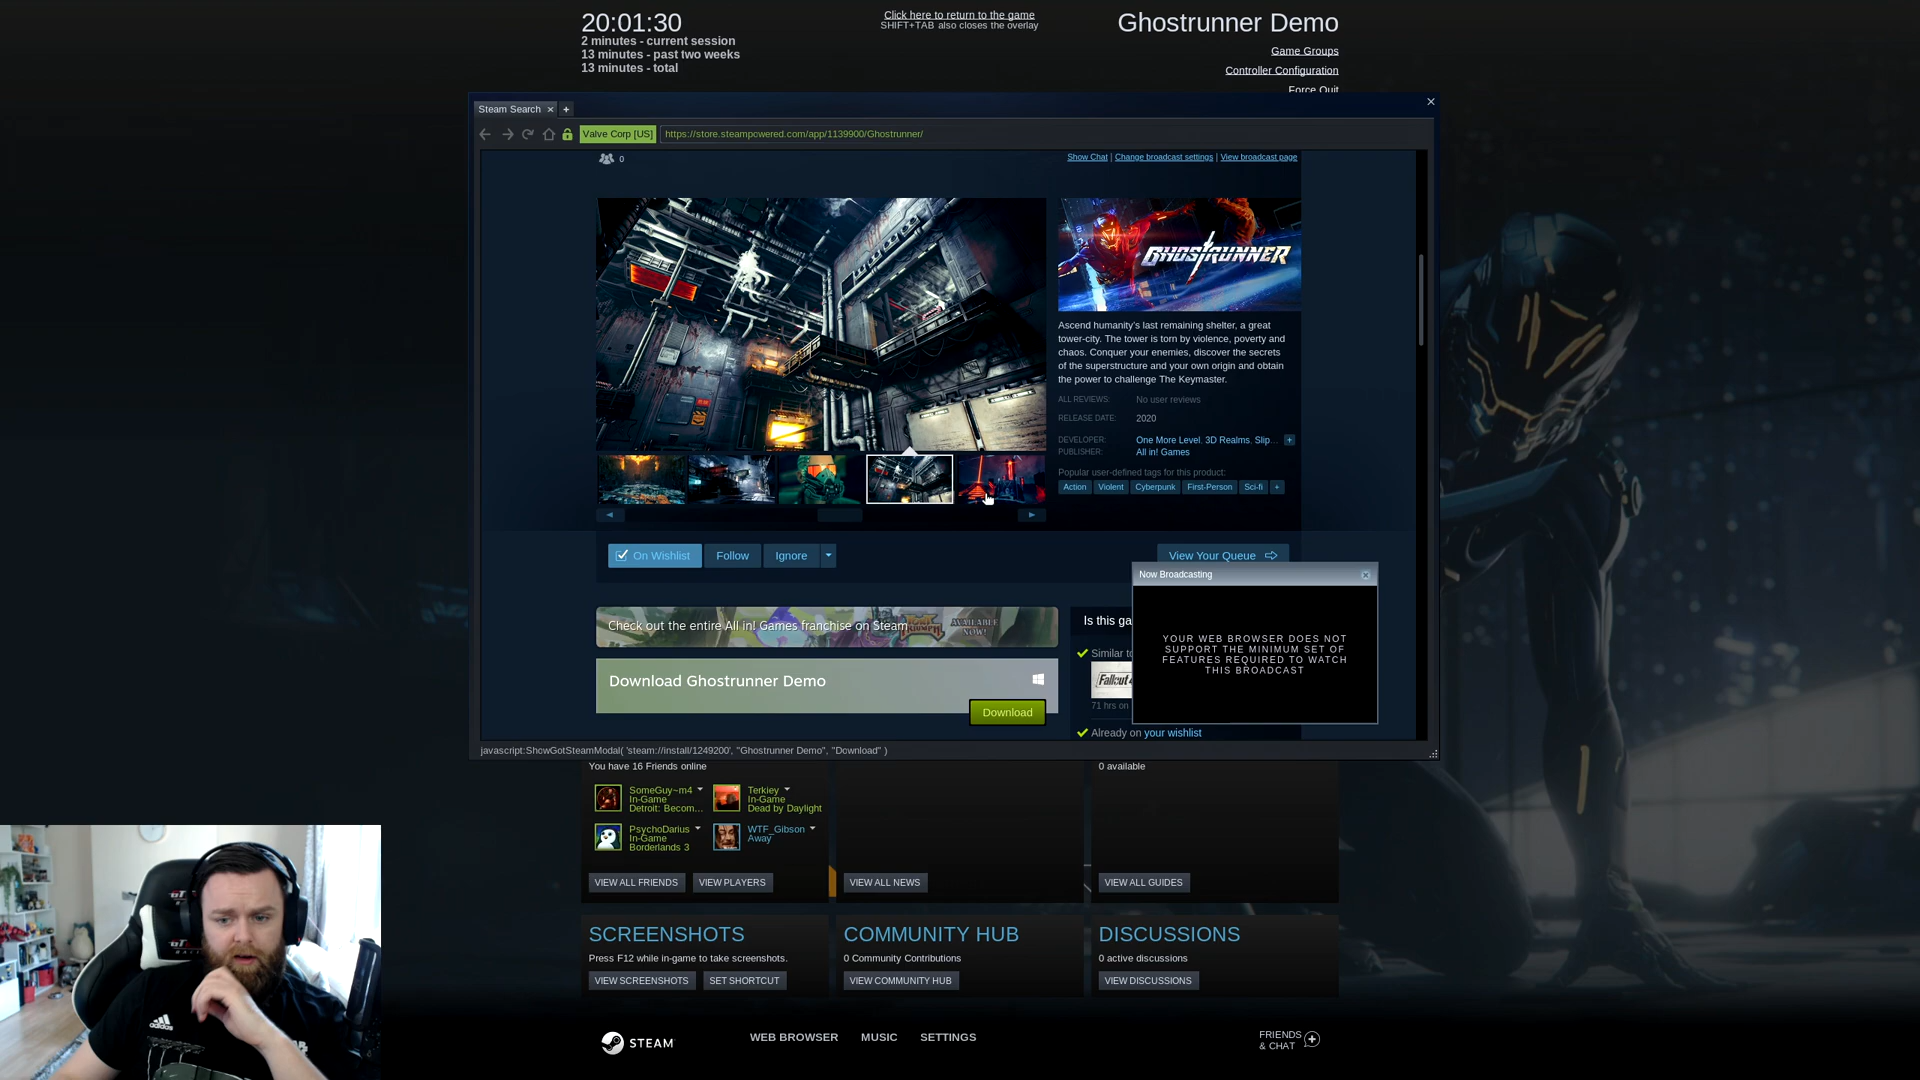 20:01:30
2 minutes - current session
13 minutes - past two weeks
13 minutes - total
Click here to return to the game
SHIFT+TAB also closes the overlay
Ghostrunner Demo
Game Groups
Controller Configuration
Force Quit
Steam Search
Valve Corp [US]
https://store.steampowered.com/app/1139900/Ghostrunner/
0
Show Chat | Change broadcast settings | View broadcast page
GHOSTRUNNER
Ascend humanity's last remaining shelter, a great
tower-city. The tower is torn by violence, poverty and
chaos. Conquer your enemies, discover the secrets
of the superstructure and your own origin and obtain
the power to challenge The Keymaster.
ALL REVIEWS: No user reviews
RELEASE DATE: 2020
DEVELOPER: One More Level, 3D Realms, Slip... +
PUBLISHER: All in! Games
Popular user-defined tags for this product:
Action Violent Cyberpunk First-Person Sci-fi +
On Wishlist Follow Ignore
View Your Queue
Now Broadcasting
YOUR WEB BROWSER DOES NOT
SUPPORT THE MINIMUM SET OF
FEATURES REQUIRED TO WATCH
THIS BROADCAST
Check out the entire All in! Games franchise on Steam
AVAILABLE
NOW!
Download Ghostrunner Demo
Download
Is this ga
Similar to
Fallout 4
71 hrs on
Already on your wishlist
javascript:ShowGotSteamModal( 'steam://install/1249200', "Ghostrunner Demo", "Download" )
You have 16 Friends online
SomeGuy~m4
In-Game
Detroit: Becom...
Terkiey
In-Game
Dead by Daylight
PsychoDarius
In-Game
Borderlands 3
WTF_Gibson
Away
VIEW ALL FRIENDS
VIEW PLAYERS
VIEW ALL NEWS
0 available
VIEW ALL GUIDES
SCREENSHOTS
Press F12 while in-game to take screenshots.
VIEW SCREENSHOTS
SET SHORTCUT
COMMUNITY HUB
0 Community Contributions
VIEW COMMUNITY HUB
DISCUSSIONS
0 active discussions
VIEW DISCUSSIONS
adidas
STEAM
WEB BROWSER
MUSIC
SETTINGS
FRIENDS
& CHAT